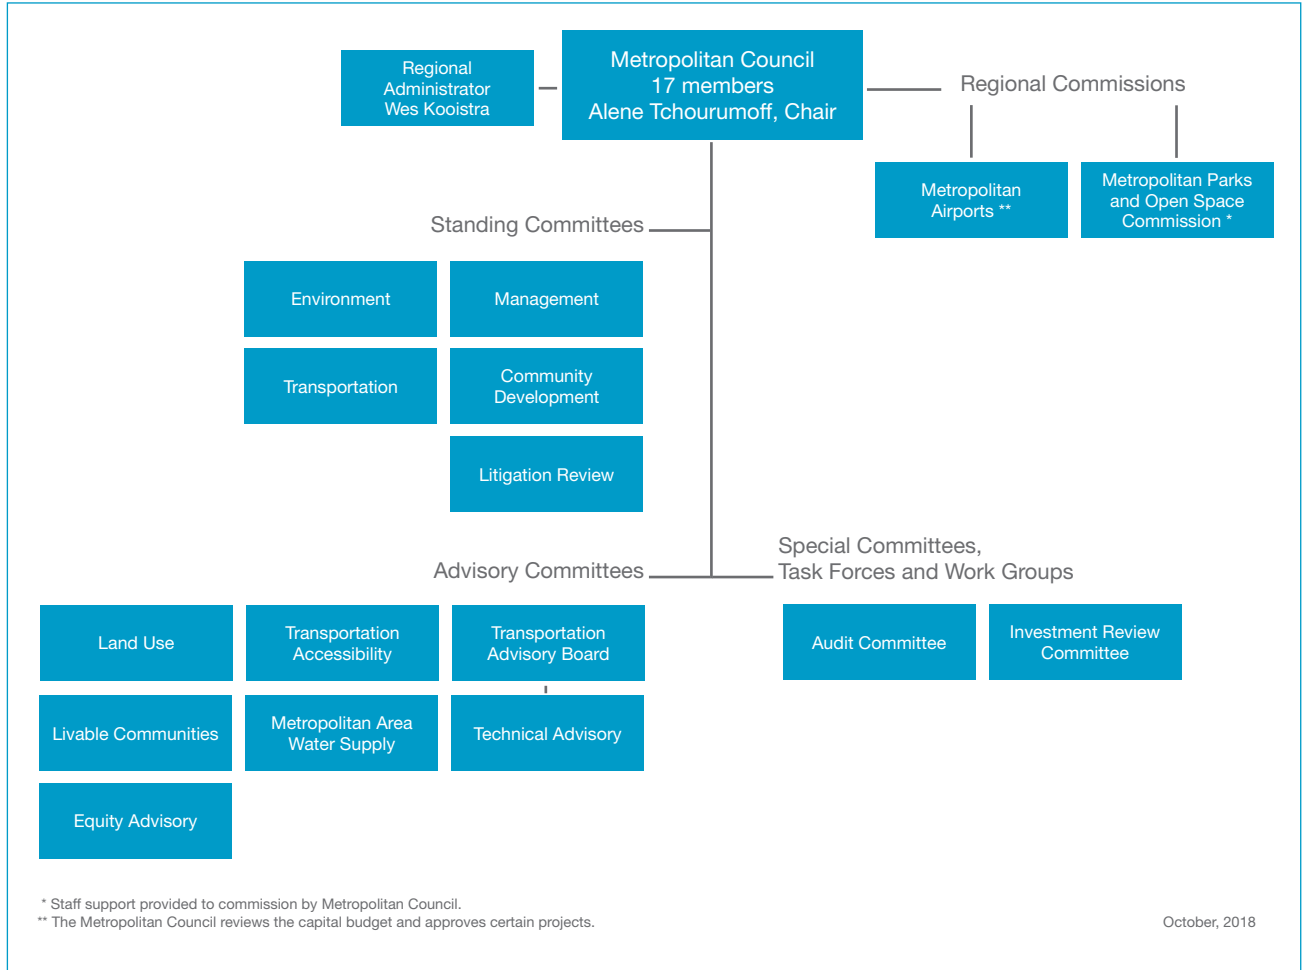 Regional
Administrator
Wes Kooistra
Metropolitan Council
17 members
Alene Tchourumoff, Chair
Regional Commissions
Metropolitan
Airports **
Metropolitan Parks
and Open Space
Commission *
Standing Committees
Environment
Management
Transportation
Community
Development
Litigation Review
Advisory Committees
Special Committees,
Task Forces and Work Groups
Land Use
Transportation
Accessibility
Transportation
Advisory Board
Audit Committee
Investment Review
Committee
Livable Communities
Metropolitan Area
Water Supply
Technical Advisory
Equity Advisory
* Staff support provided to commission by Metropolitan Council.
** The Metropolitan Council reviews the capital budget and approves certain projects.
October, 2018